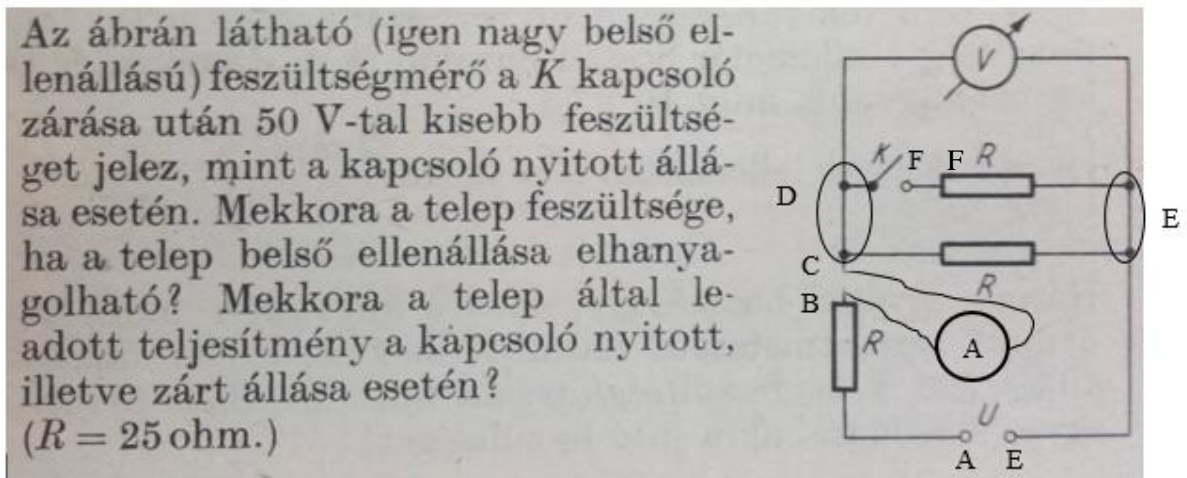 Az ábrán látható (igen nagy belső el-
lenállású) feszültségmérő a K kapcsoló
zárása után 50 V-tal kisebb feszültsé-
get jelez, mint a kapcsoló nyitott állá-
sa esetén. Mekkora a telep feszültsége,
ha a telep belső ellenállása elhanya-
golható? Mekkora a telep által le-
adott teljesítmény a kapcsoló nyitott,
illetve zárt állása esetén?
(R = 25 ohm.)
V
K F F R
D E
C
R
B
R A
U
A E